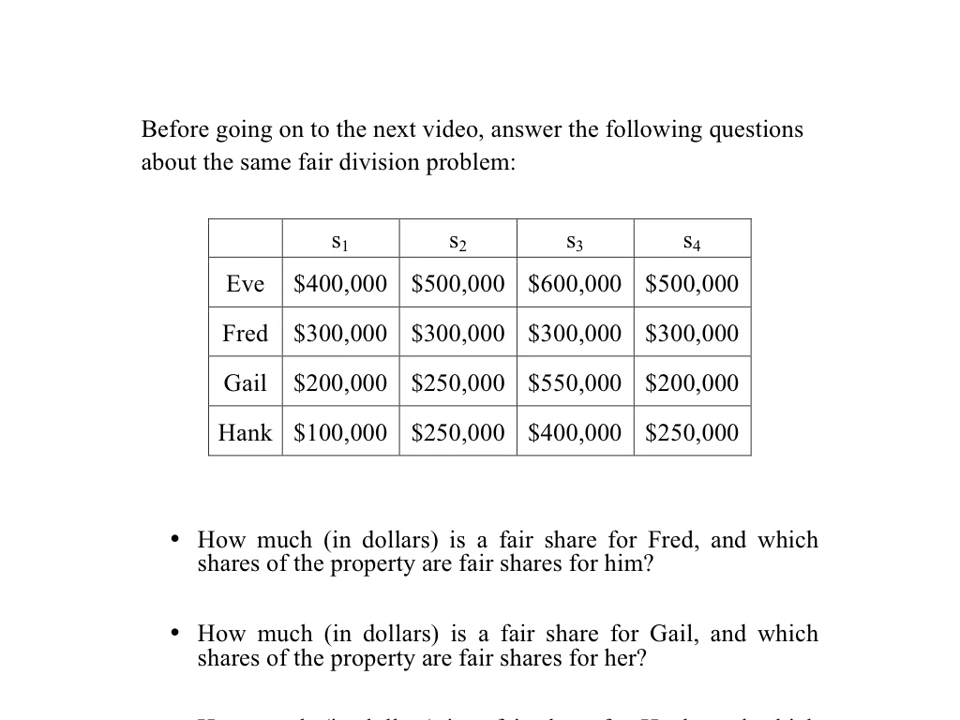 Before going on to the next video, answer the following questions
about the same fair division problem:
s1 s2 s3 s4
Eve $400,000 $500,000 $600,000 $500,000
Fred $300,000 $300,000 $300,000 $300,000
Gail $200,000 $250,000 $550,000 $200,000
Hank $100,000 $250,000 $400,000 $250,000
• How much (in dollars) is a fair share for Fred, and which
shares of the property are fair shares for him?
• How much (in dollars) is a fair share for Gail, and which
shares of the property are fair shares for her?